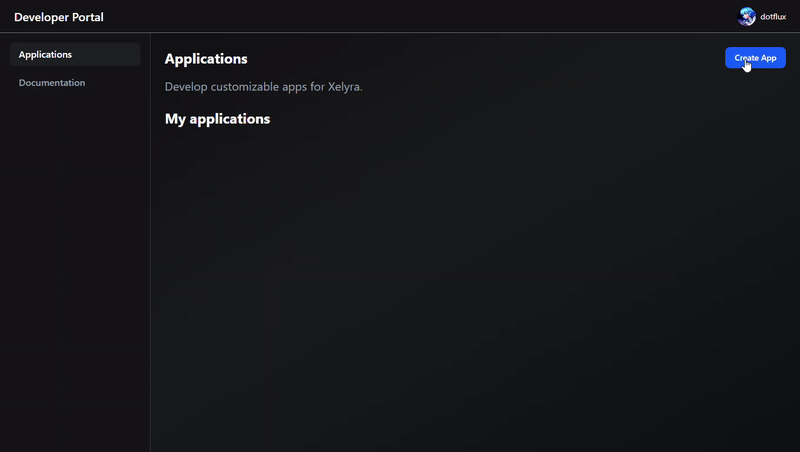 Developer Portal
dotflux
Applications
Documentation
Applications
Create App
Develop customizable apps for Xelyra.
My applications